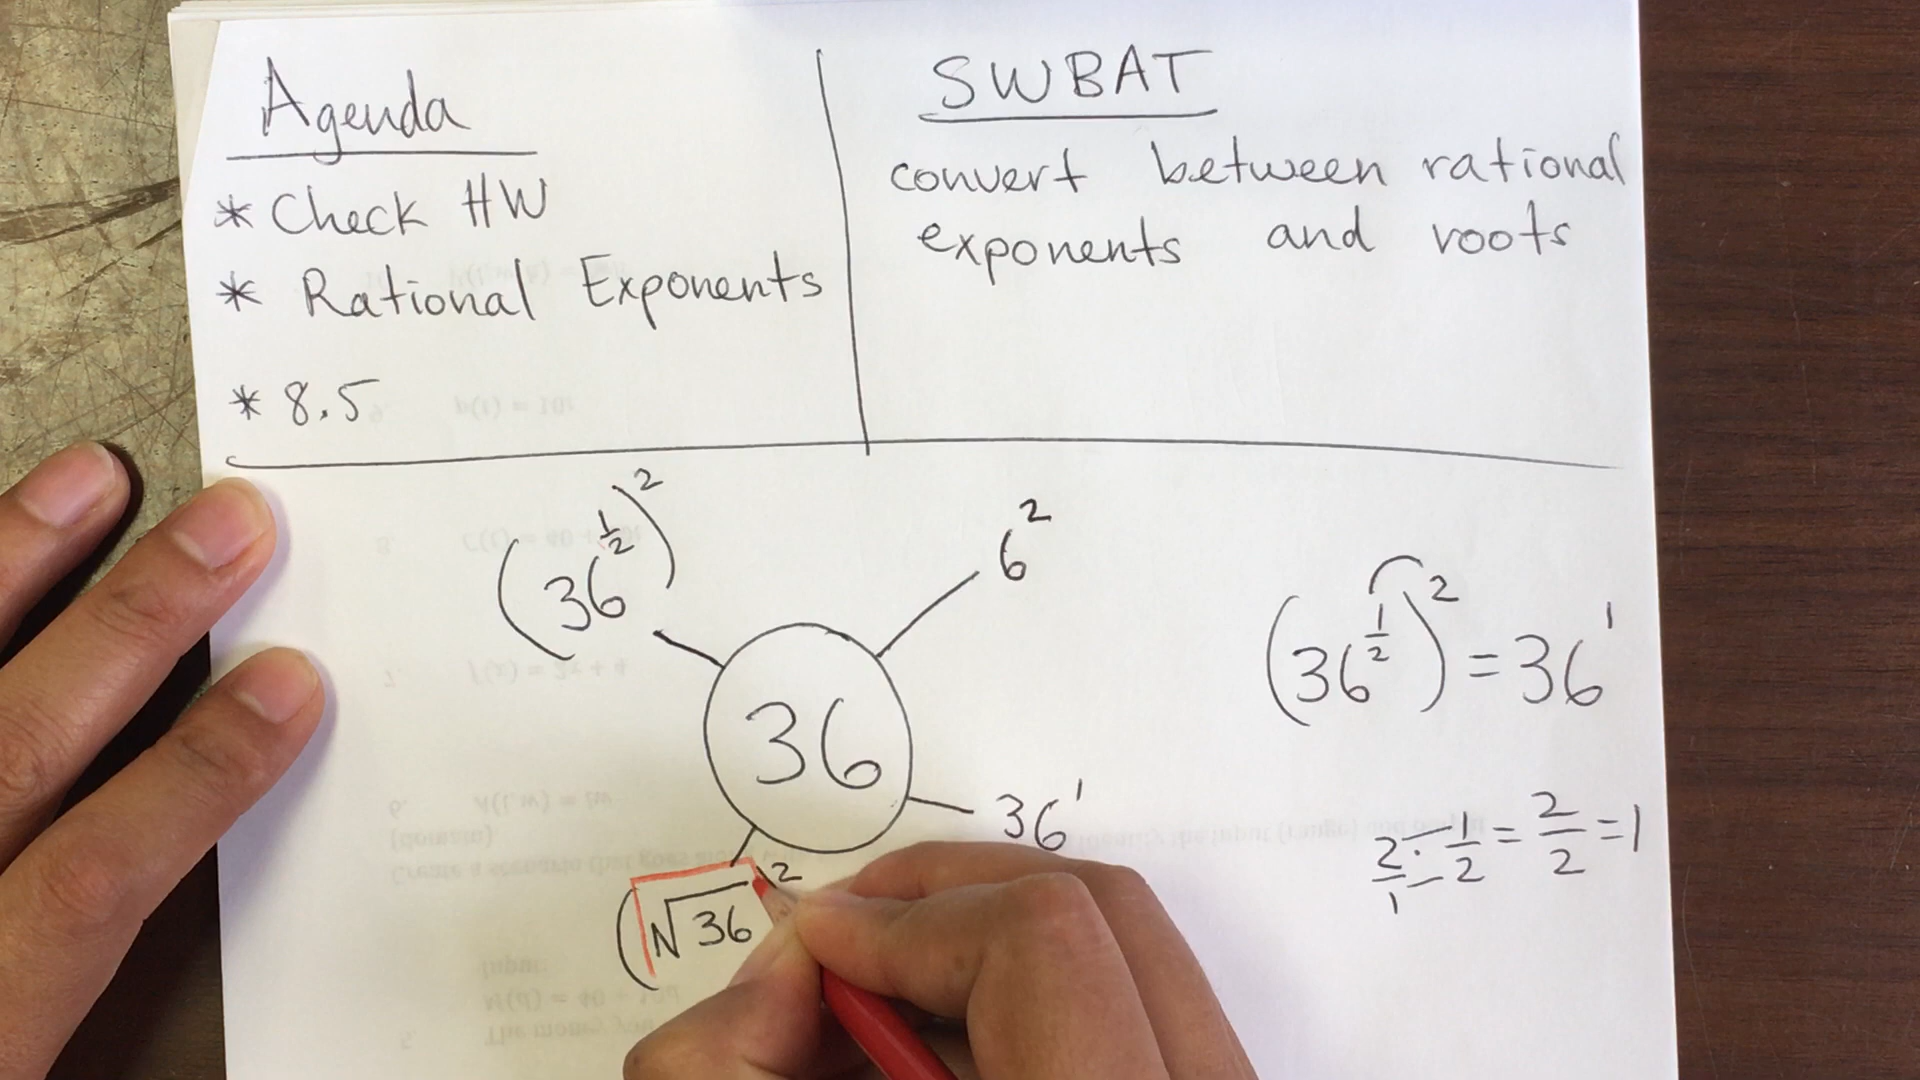 Agenda
* Check HW
* Rational Exponents
* 8.5
SWBAT
convert between rational
exponents and roots
(36^(1/2))^2
6^2
36
36^1
(√36)^2
(36^(1/2))^2 = 36^1
2/1 · 1/2 = 2/2 = 1